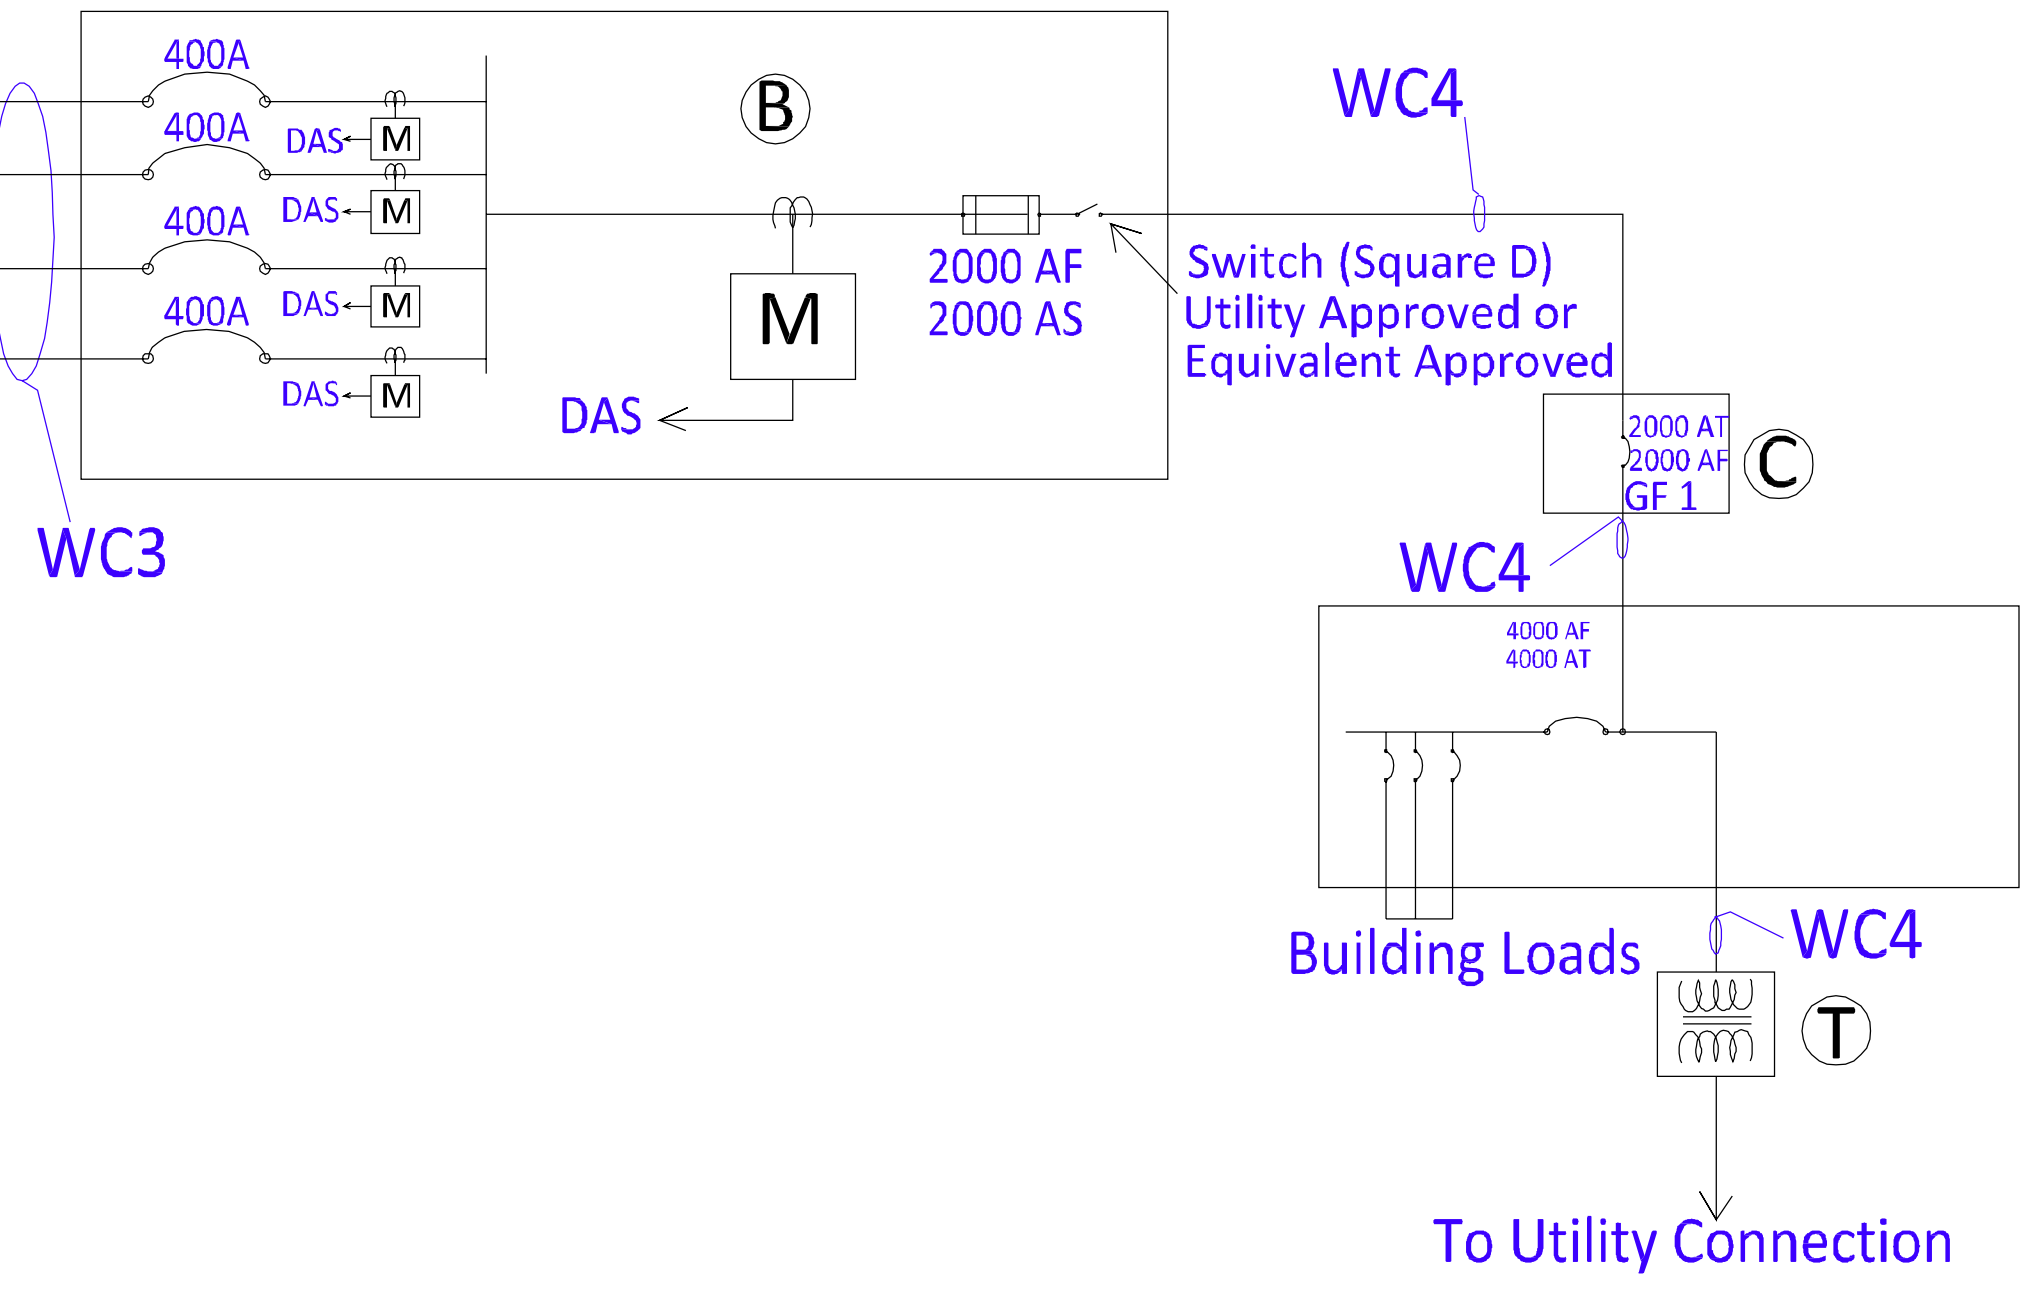 400A
400A
400A
400A
DAS
DAS
DAS
DAS
M
M
M
M
WC3
B
M
DAS
2000 AF
2000 AS
WC4
Switch (Square D)
Utility Approved or
Equivalent Approved
2000 AT
2000 AF
GF 1
C
WC4
4000 AF
4000 AT
Building Loads
WC4
T
To Utility Connection